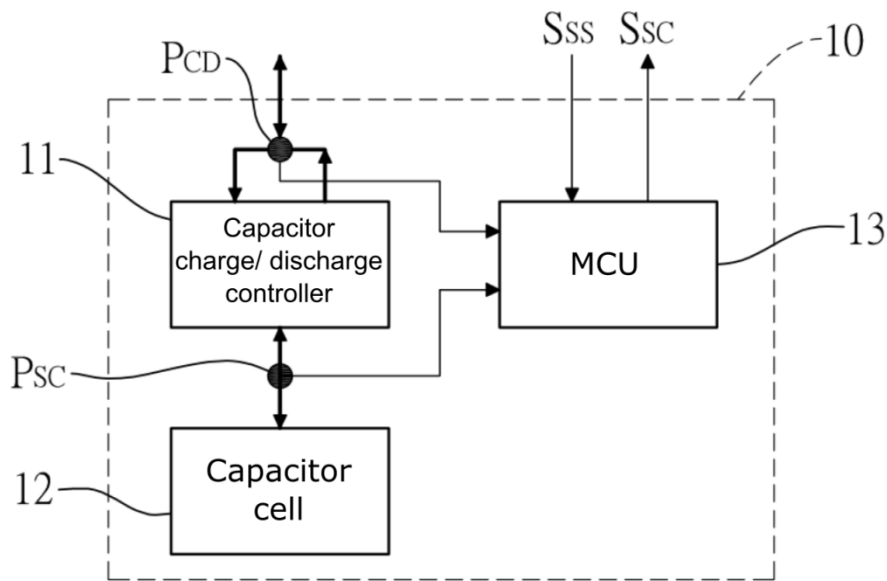 PCD
SSS SSC
10
11
Capacitor
charge/ discharge
controller
MCU
13
PSC
Capacitor
cell
12